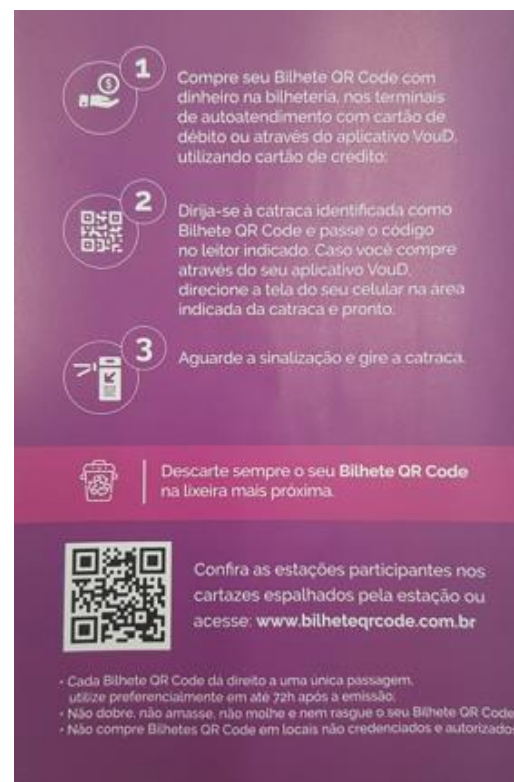 1
Compre seu Bilhete QR Code com
dinheiro na bilheteria, nos terminais
de autoatendimento com cartão de
débito ou através do aplicativo VouD,
utilizando cartão de crédito;
2
Dirija-se à catraca identificada como
Bilhete QR Code e passe o código
no leitor indicado. Caso você compre
através do seu aplicativo VouD,
direcione a tela do seu celular na área
indicada da catraca e pronto;
3
Aguarde a sinalização e gire a catraca.
Descarte sempre o seu Bilhete QR Code
na lixeira mais próxima.
Confira as estações participantes nos
cartazes espalhados pela estação ou
acesse: www.bilheteqrcode.com.br
• Cada Bilhete QR Code dá direito a uma única passagem,
utilize preferencialmente em até 72h após a emissão;
• Não dobre, não amasse, não molhe e nem rasgue o seu Bilhete QR Code
• Não compre Bilhetes QR Code em locais não credenciados e autorizados